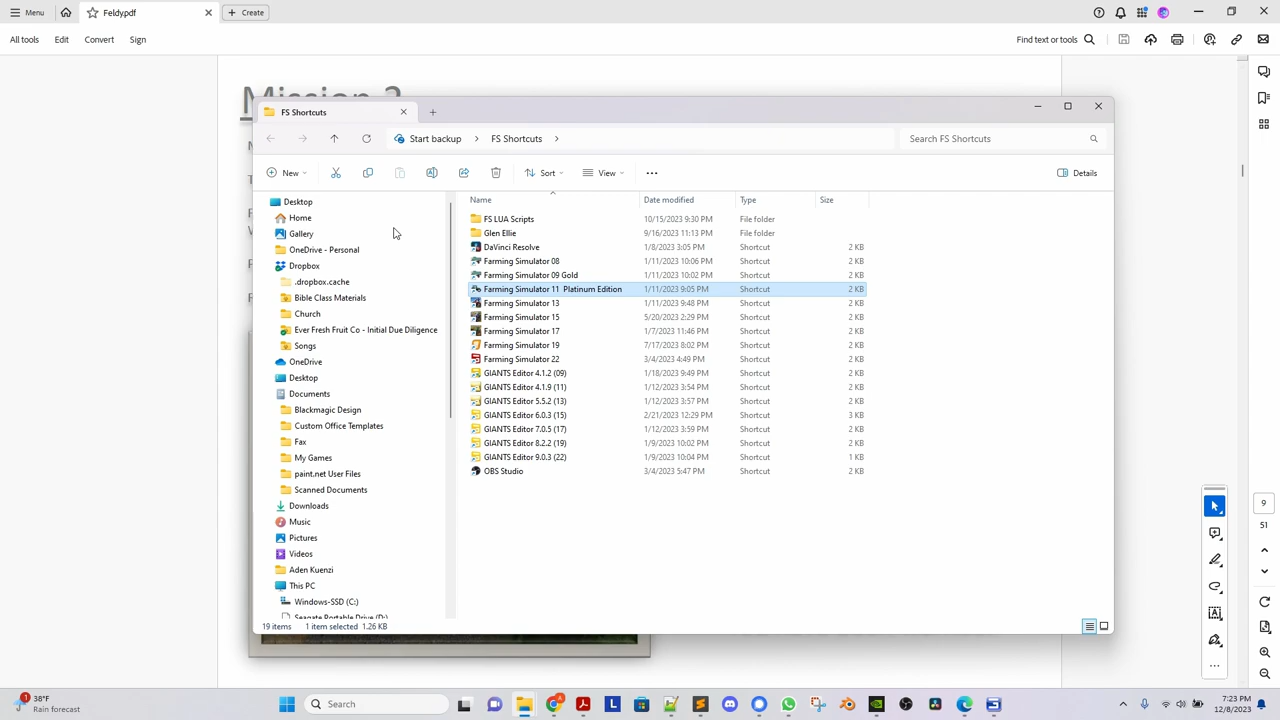 Menu
Feldypdf
Create
All tools Edit Convert Sign
Find text or tools
Mission 2
FS Shortcuts
Start backup > FS Shortcuts >
Search FS Shortcuts
New
Sort
View
Details
Desktop
Home
Gallery
OneDrive - Personal
Dropbox
.dropbox.cache
Bible Class Materials
Church
Ever Fresh Fruit Co - Initial Due Diligence
Songs
OneDrive
Desktop
Documents
Blackmagic Design
Custom Office Templates
Fax
My Games
paint.net User Files
Scanned Documents
Downloads
Music
Pictures
Videos
Aden Kuenzi
This PC
Windows-SSD (C:)
Seagate Portable Drive (D:)
Name Date modified Type Size
FS LUA Scripts 10/15/2023 9:30 PM File folder
Glen Ellie 9/16/2023 11:13 PM File folder
DaVinci Resolve 1/8/2023 3:05 PM Shortcut 2 KB
Farming Simulator 08 1/11/2023 10:06 PM Shortcut 2 KB
Farming Simulator 09 Gold 1/11/2023 10:02 PM Shortcut 2 KB
Farming Simulator 11 Platinum Edition 1/11/2023 9:05 PM Shortcut 2 KB
Farming Simulator 13 1/11/2023 9:48 PM Shortcut 2 KB
Farming Simulator 15 5/20/2023 2:29 PM Shortcut 2 KB
Farming Simulator 17 1/7/2023 11:46 PM Shortcut 2 KB
Farming Simulator 19 7/17/2023 8:02 PM Shortcut 2 KB
Farming Simulator 22 3/4/2023 4:49 PM Shortcut 2 KB
GIANTS Editor 4.1.2 (09) 1/18/2023 9:49 PM Shortcut 2 KB
GIANTS Editor 4.1.9 (11) 1/12/2023 3:54 PM Shortcut 2 KB
GIANTS Editor 5.5.2 (13) 1/12/2023 3:57 PM Shortcut 2 KB
GIANTS Editor 6.0.3 (15) 2/21/2023 12:29 PM Shortcut 3 KB
GIANTS Editor 7.0.5 (17) 1/12/2023 3:59 PM Shortcut 2 KB
GIANTS Editor 8.2.2 (19) 1/9/2023 10:02 PM Shortcut 2 KB
GIANTS Editor 9.0.3 (22) 1/9/2023 10:04 PM Shortcut 1 KB
OBS Studio 3/4/2023 5:47 PM Shortcut 2 KB
19 items 1 item selected 1.26 KB
9
51
1
38°F
Rain forecast
Search
7:23 PM
12/8/2023